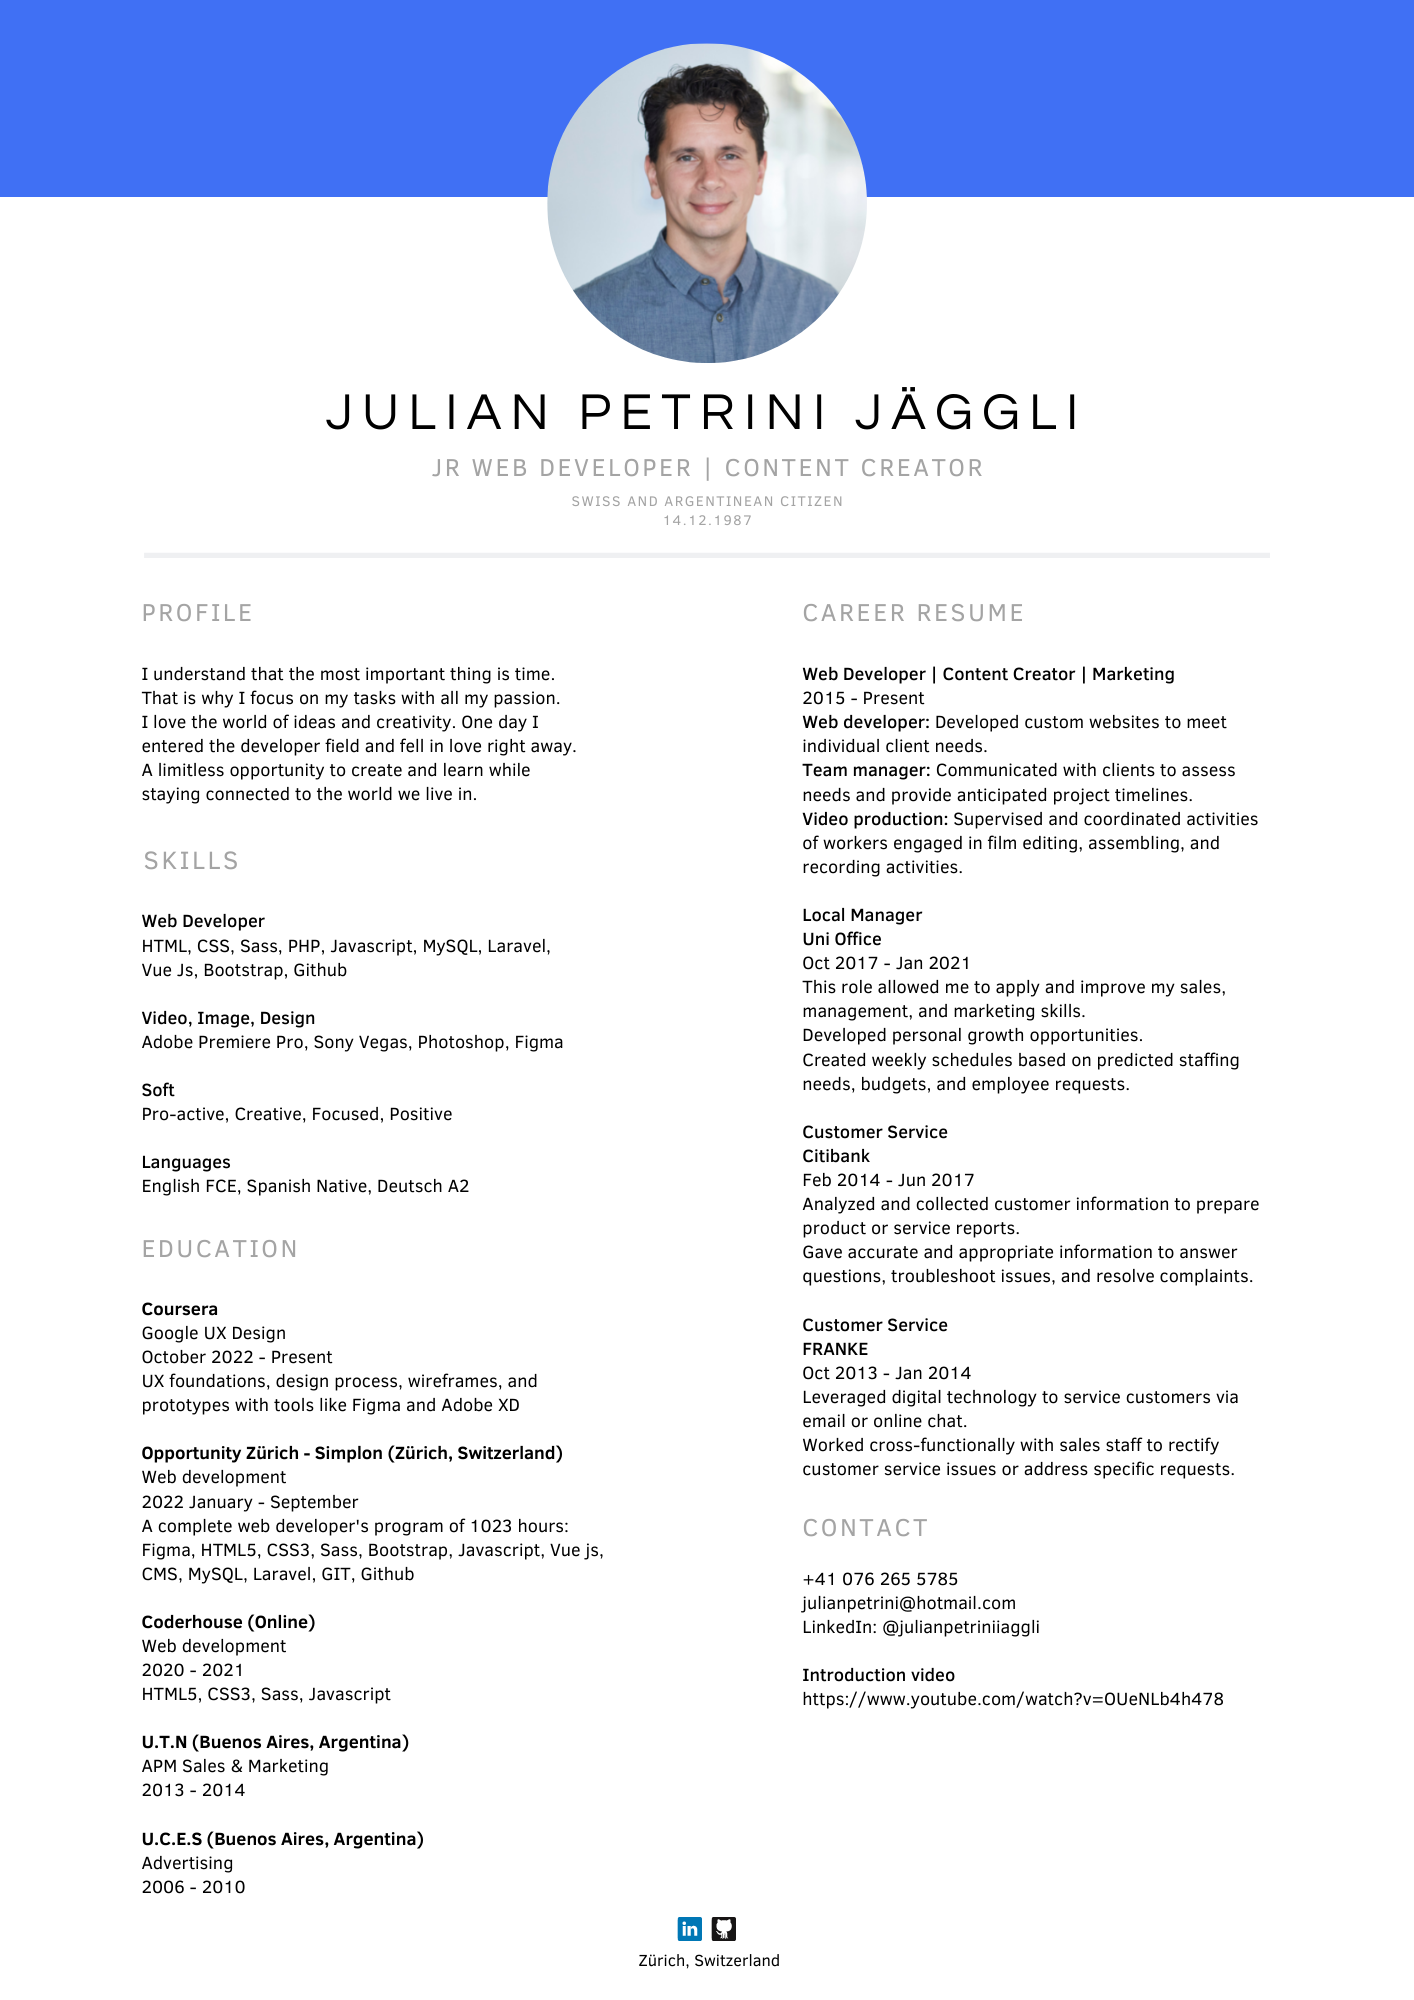 JULIAN PETRINI JÄGGLI
JR WEB DEVELOPER | CONTENT CREATOR
SWISS AND ARGENTINEAN CITIZEN
14.12.1987
PROFILE
I understand that the most important thing is time.
That is why I focus on my tasks with all my passion.
I love the world of ideas and creativity. One day I
entered the developer field and fell in love right away.
A limitless opportunity to create and learn while
staying connected to the world we live in.
SKILLS
Web Developer
HTML, CSS, Sass, PHP, Javascript, MySQL, Laravel,
Vue Js, Bootstrap, Github
Video, Image, Design
Adobe Premiere Pro, Sony Vegas, Photoshop, Figma
Soft
Pro-active, Creative, Focused, Positive
Languages
English FCE, Spanish Native, Deutsch A2
EDUCATION
Coursera
Google UX Design
October 2022 - Present
UX foundations, design process, wireframes, and
prototypes with tools like Figma and Adobe XD
Opportunity Zürich - Simplon (Zürich, Switzerland)
Web development
2022 January - September
A complete web developer's program of 1023 hours:
Figma, HTML5, CSS3, Sass, Bootstrap, Javascript, Vue js,
CMS, MySQL, Laravel, GIT, Github
Coderhouse (Online)
Web development
2020 - 2021
HTML5, CSS3, Sass, Javascript
U.T.N (Buenos Aires, Argentina)
APM Sales & Marketing
2013 - 2014
U.C.E.S (Buenos Aires, Argentina)
Advertising
2006 - 2010
CAREER RESUME
Web Developer | Content Creator | Marketing
2015 - Present
Web developer: Developed custom websites to meet
individual client needs.
Team manager: Communicated with clients to assess
needs and provide anticipated project timelines.
Video production: Supervised and coordinated activities
of workers engaged in film editing, assembling, and
recording activities.
Local Manager
Uni Office
Oct 2017 - Jan 2021
This role allowed me to apply and improve my sales,
management, and marketing skills.
Developed personal growth opportunities.
Created weekly schedules based on predicted staffing
needs, budgets, and employee requests.
Customer Service
Citibank
Feb 2014 - Jun 2017
Analyzed and collected customer information to prepare
product or service reports.
Gave accurate and appropriate information to answer
questions, troubleshoot issues, and resolve complaints.
Customer Service
FRANKE
Oct 2013 - Jan 2014
Leveraged digital technology to service customers via
email or online chat.
Worked cross-functionally with sales staff to rectify
customer service issues or address specific requests.
CONTACT
+41 076 265 5785
julianpetrini@hotmail.com
LinkedIn: @julianpetriniiaggli
Introduction video
https://www.youtube.com/watch?v=OUeNLb4h478
in
Zürich, Switzerland